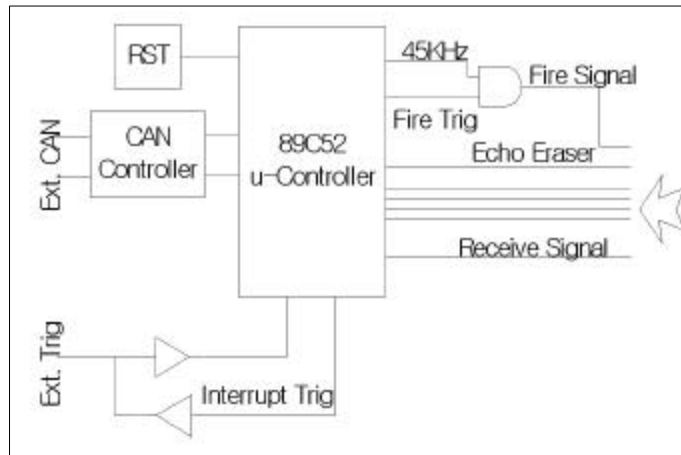 RST
45KHz
Fire Signal
Fire Trig
Ext. CAN
CAN
Controller
89C52
u-Controller
Echo Eraser
Receive Signal
Ext. Trig
Interrupt Trig